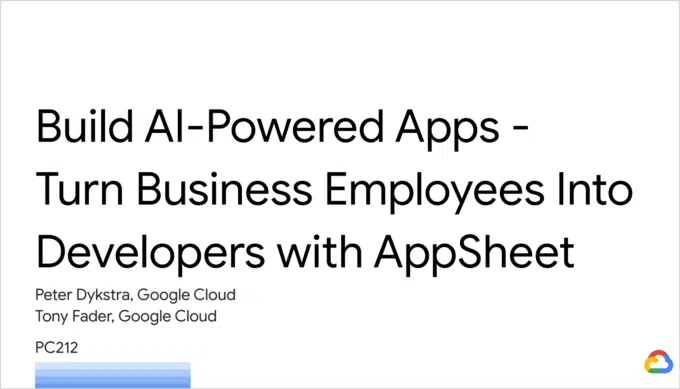 Build AI-Powered Apps -
Turn Business Employees Into
Developers with AppSheet
Peter Dykstra, Google Cloud
Tony Fader, Google Cloud
PC212